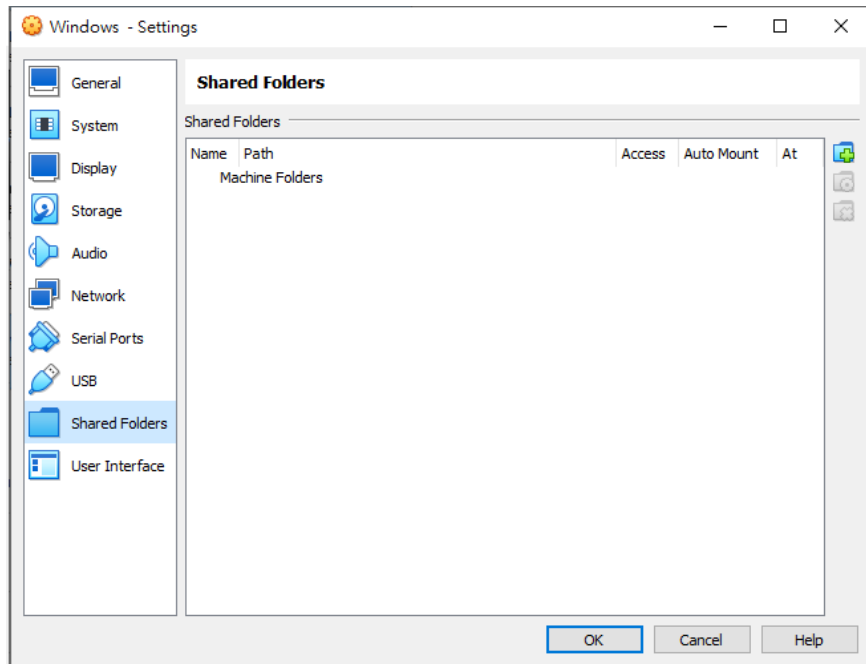 Windows - Settings
General
System
Display
Storage
Audio
Network
Serial Ports
USB
Shared Folders
User Interface
Shared Folders
Shared Folders
Name Path Access Auto Mount At
Machine Folders
OK Cancel Help